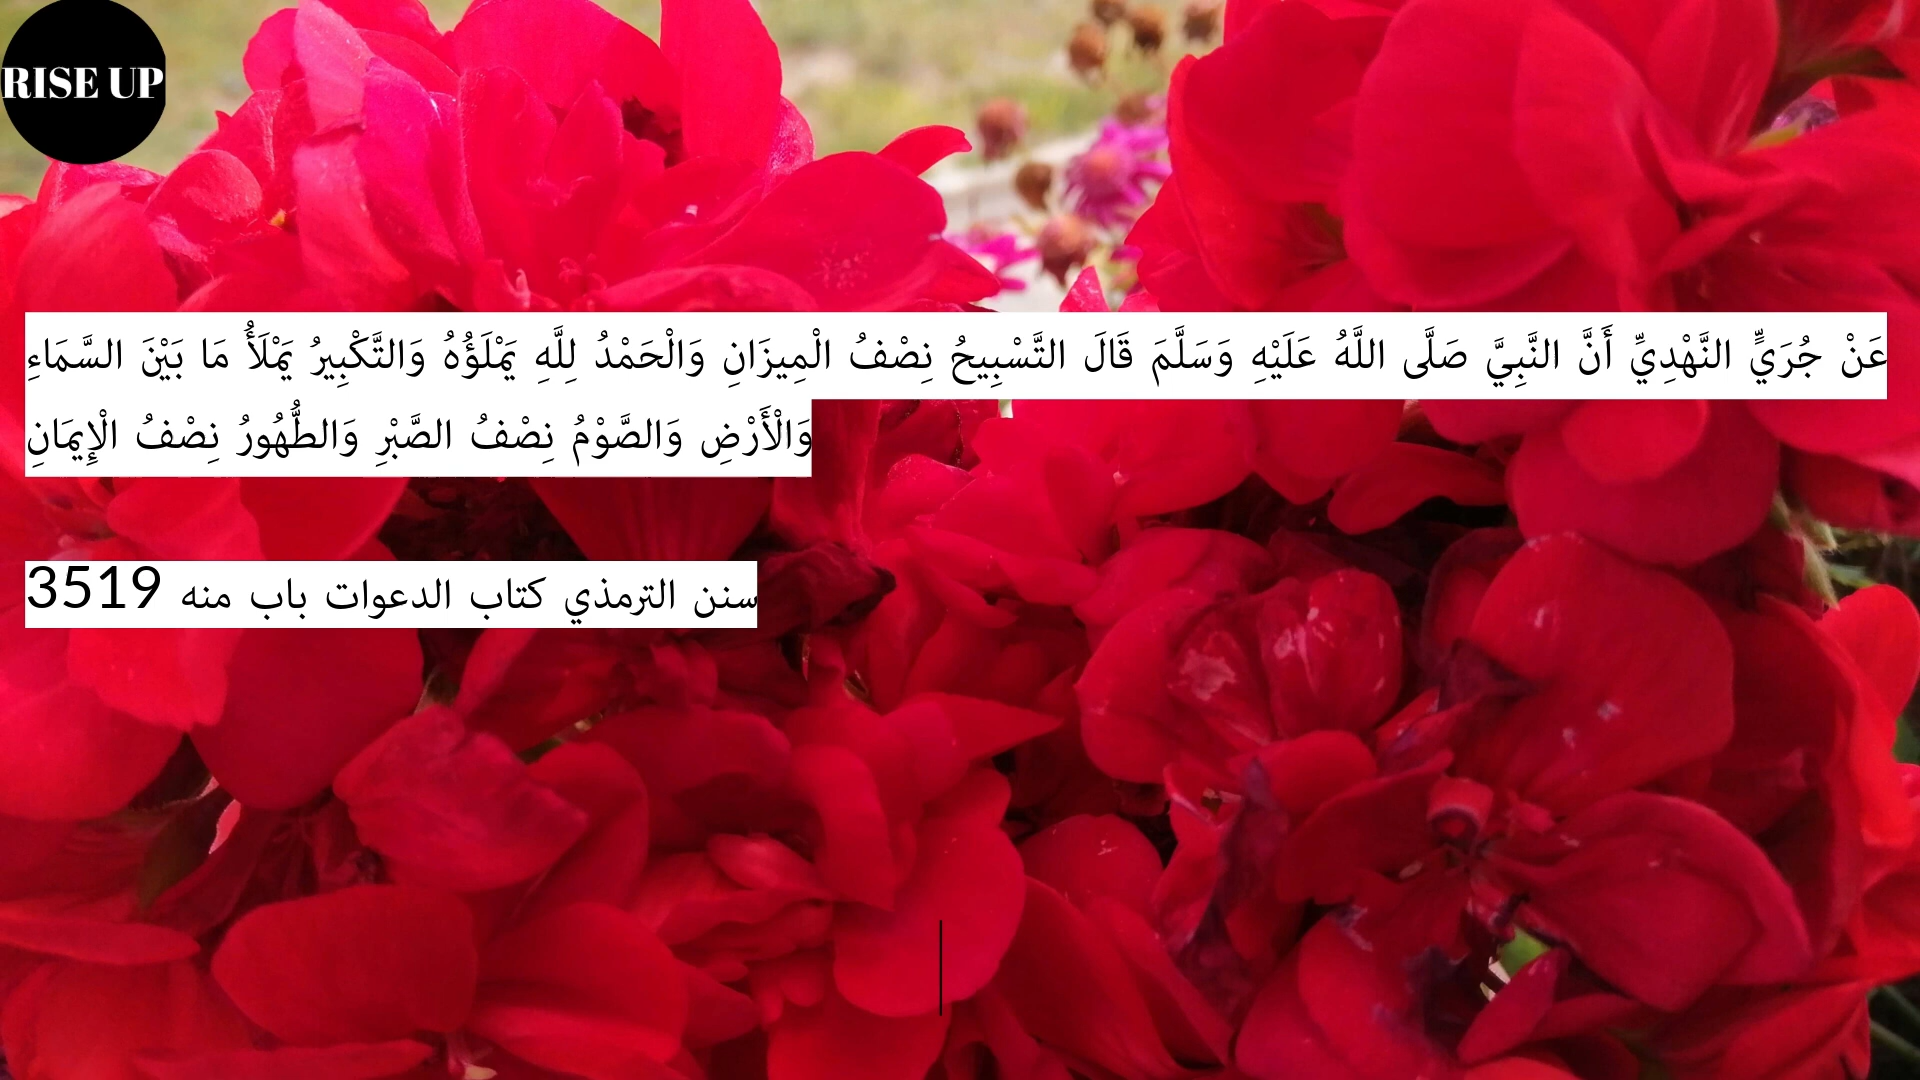 RISE UP
عَنْ جُرَيٍّ النَّهْدِيِّ أَنَّ النَّبِيَّ صَلَّى اللَّهُ عَلَيْهِ وَسَلَّمَ قَالَ التَّسْبِيحُ نِصْفُ الْمِيزَانِ وَالْحَمْدُ لِلَّهِ يَمْلَؤُهُ وَالتَّكْبِيرُ يَمْلَأُ مَا بَيْنَ السَّمَاءِ
وَالْأَرْضِ وَالصَّوْمُ نِصْفُ الصَّبْرِ وَالطُّهُورُ نِصْفُ الْإِيمَانِ
سنن الترمذي كتاب الدعوات باب منه 3519